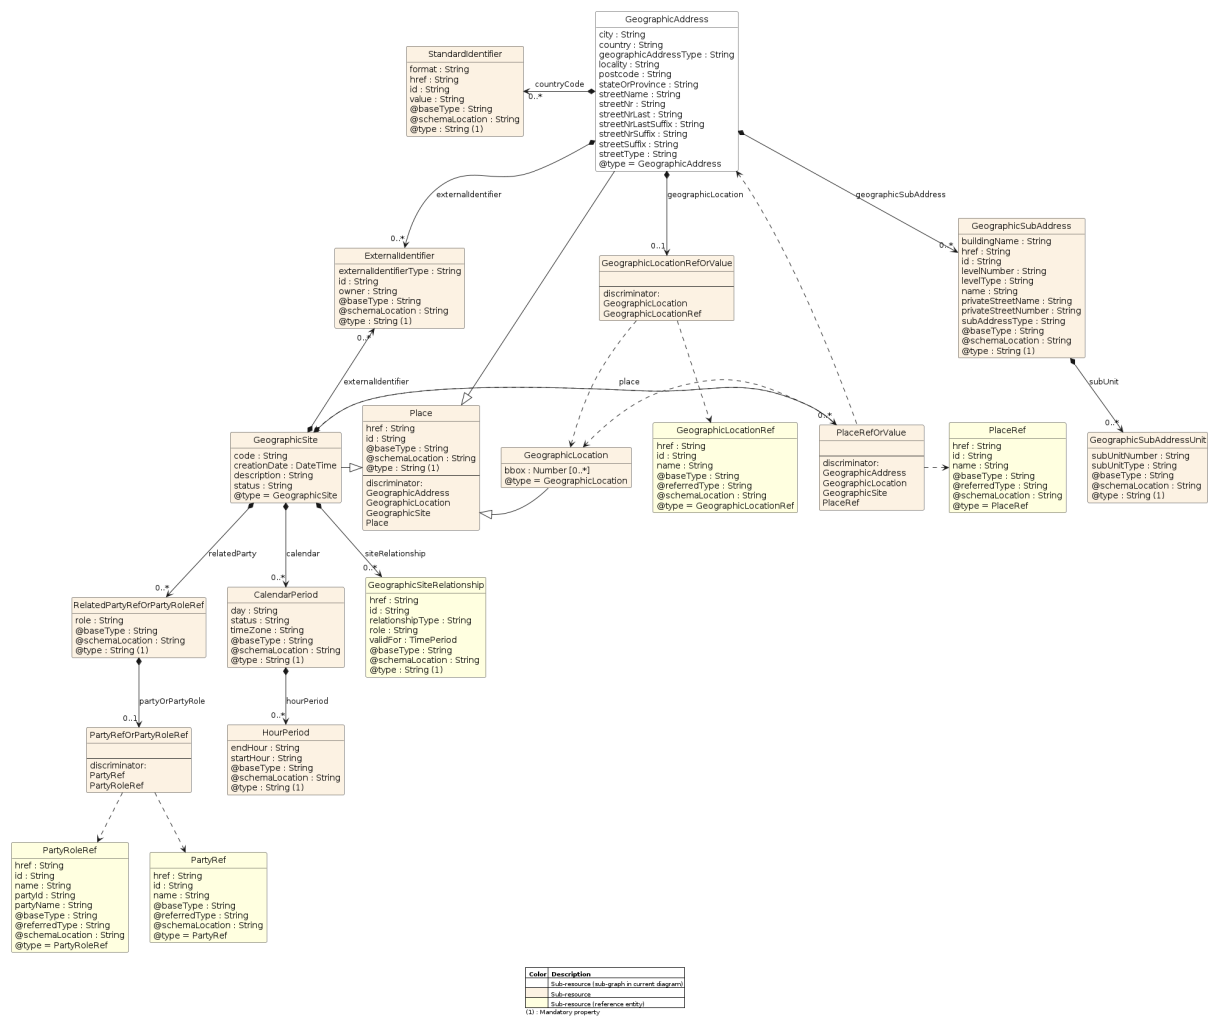 GeographicAddress
city : String
country : String
geographicAddressType : String
locality : String
postcode : String
stateOrProvince : String
streetName : String
streetNr : String
streetNrLast : String
streetNrLastSuffix : String
streetNrSuffix : String
streetSuffix : String
streetType : String
@type = GeographicAddress
StandardIdentifier
format : String
href : String
id : String
value : String
@baseType : String
@schemaLocation : String
@type : String (1)
countryCode
0..*
externalIdentifier
0..*
geographicLocation
0..1
geographicSubAddress
0..*
ExternalIdentifier
externalIdentifierType : String
id : String
owner : String
@baseType : String
@schemaLocation : String
@type : String (1)
0..*
externalIdentifier
GeographicLocationRefOrValue
discriminator:
GeographicLocation
GeographicLocationRef
GeographicSubAddress
buildingName : String
href : String
id : String
levelNumber : String
levelType : String
name : String
privateStreetName : String
privateStreetNumber : String
subAddressType : String
@baseType : String
@schemaLocation : String
@type : String (1)
subUnit
0..*
place
0..*
GeographicSite
code : String
creationDate : DateTime
description : String
status : String
@type = GeographicSite
Place
href : String
id : String
@baseType : String
@schemaLocation : String
@type : String (1)
discriminator:
GeographicAddress
GeographicLocation
GeographicSite
Place
GeographicLocation
bbox : Number [0..*]
@type = GeographicLocation
GeographicLocationRef
href : String
id : String
name : String
@baseType : String
@referredType : String
@schemaLocation : String
@type = GeographicLocationRef
PlaceRefOrValue
discriminator:
GeographicAddress
GeographicLocation
GeographicSite
PlaceRef
PlaceRef
href : String
id : String
name : String
@baseType : String
@referredType : String
@schemaLocation : String
@type = PlaceRef
GeographicSubAddressUnit
subUnitNumber : String
subUnitType : String
@baseType : String
@schemaLocation : String
@type : String (1)
relatedParty
0..*
calendar
0..*
siteRelationship
0..*
RelatedPartyRefOrPartyRoleRef
role : String
@baseType : String
@schemaLocation : String
@type : String (1)
CalendarPeriod
day : String
status : String
timeZone : String
@baseType : String
@schemaLocation : String
@type : String (1)
GeographicSiteRelationship
href : String
id : String
relationshipType : String
role : String
validFor : TimePeriod
@baseType : String
@schemaLocation : String
@type : String (1)
partyOrPartyRole
0..1
hourPeriod
0..*
PartyRefOrPartyRoleRef
discriminator:
PartyRef
PartyRoleRef
HourPeriod
endHour : String
startHour : String
@baseType : String
@schemaLocation : String
@type : String (1)
PartyRoleRef
href : String
id : String
name : String
partyId : String
partyName : String
@baseType : String
@referredType : String
@schemaLocation : String
@type = PartyRoleRef
PartyRef
href : String
id : String
name : String
@baseType : String
@referredType : String
@schemaLocation : String
@type = PartyRef
Color Description
Sub-resource (sub-graph in current diagram)
Sub-resource
Sub-resource (reference entity)
(1) : Mandatory property